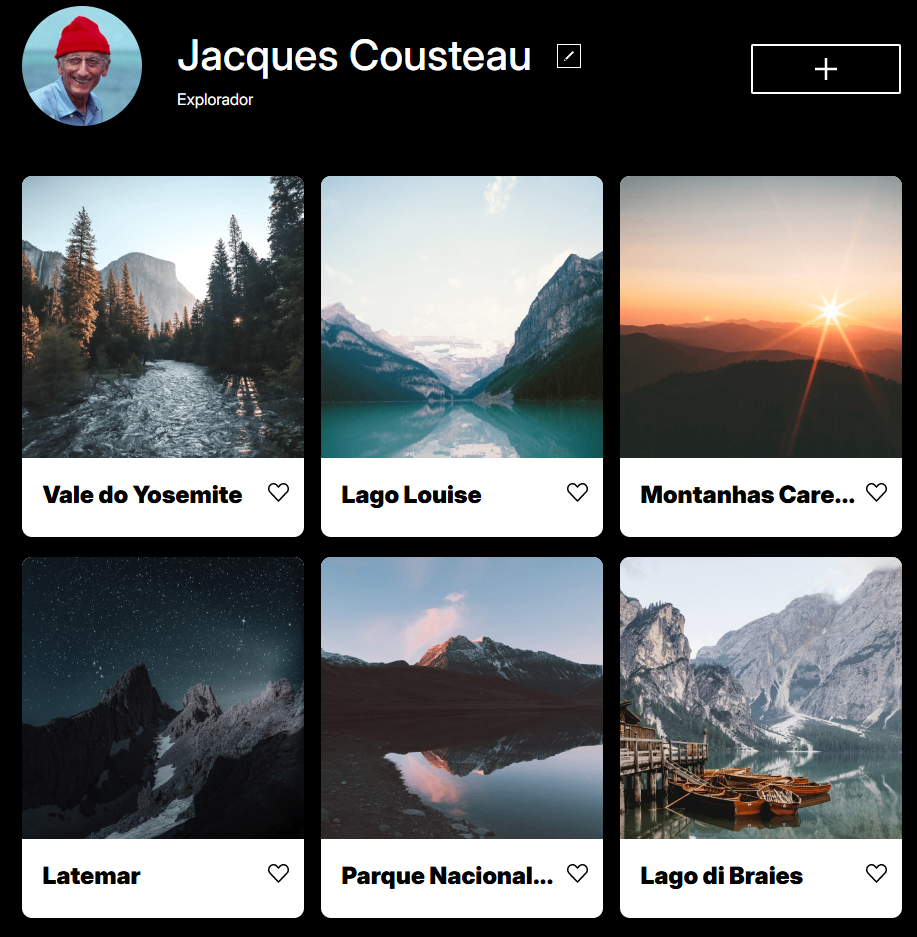 Jacques Cousteau
Explorador
Vale do Yosemite
Lago Louise
Montanhas Care...
Latemar
Parque Nacional...
Lago di Braies